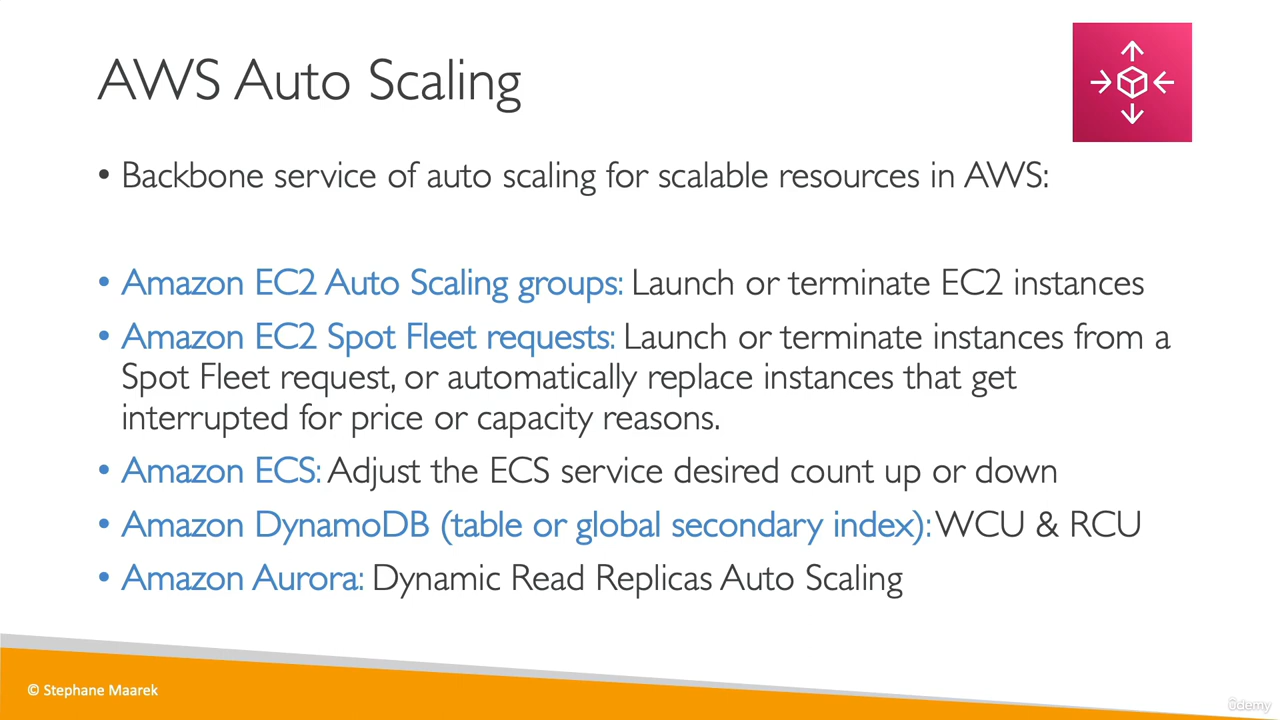 AWS Auto Scaling
• Backbone service of auto scaling for scalable resources in AWS:
• Amazon EC2 Auto Scaling groups: Launch or terminate EC2 instances
• Amazon EC2 Spot Fleet requests: Launch or terminate instances from a
Spot Fleet request, or automatically replace instances that get
interrupted for price or capacity reasons.
• Amazon ECS: Adjust the ECS service desired count up or down
• Amazon DynamoDB (table or global secondary index): WCU & RCU
• Amazon Aurora: Dynamic Read Replicas Auto Scaling
© Stephane Maarek
ûdemy